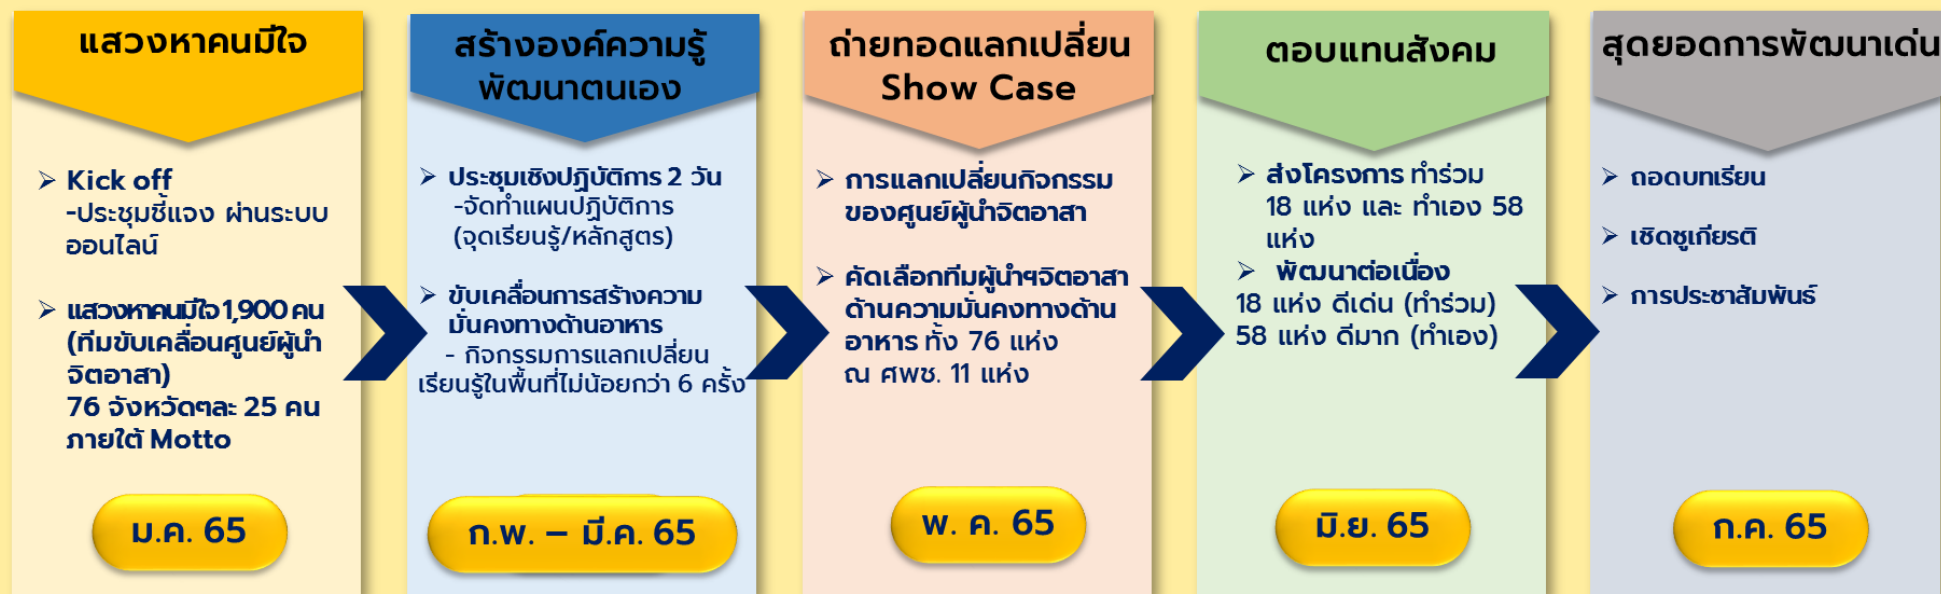 แสวงหาคนมีใจ
➢ Kick off
-ประชุมชี้แจง ผ่านระบบ
ออนไลน์
➢ แสวงหาคนมีใจ 1,900 คน
(ทีมขับเคลื่อนศูนย์ผู้นำ
จิตอาสา)
76 จังหวัดๆละ 25 คน
ภายใต้ Motto
ม.ค. 65
สร้างองค์ความรู้
พัฒนาตนเอง
➢ ประชุมเชิงปฏิบัติการ 2 วัน
-จัดทำแผนปฏิบัติการ
(จุดเรียนรู้/หลักสูตร)
➢ ขับเคลื่อนการสร้างความ
มั่นคงทางด้านอาหาร
- กิจกรรมการแลกเปลี่ยน
เรียนรู้ในพื้นที่ไม่น้อยกว่า 6 ครั้ง
ก.พ. – มี.ค. 65
ถ่ายทอดแลกเปลี่ยน
Show Case
➢ การแลกเปลี่ยนกิจกรรม
ของศูนย์ผู้นำจิตอาสา
➢ คัดเลือกทีมผู้นำฯจิตอาสา
ด้านความมั่นคงทางด้าน
อาหาร ทั้ง 76 แห่ง
ณ ศพช. 11 แห่ง
พ. ค. 65
ตอบแทนสังคม
➢ ส่งโครงการ ทำร่วม
18 แห่ง และ ทำเอง 58
แห่ง
➢ พัฒนาต่อเนื่อง
18 แห่ง ดีเด่น (ทำร่วม)
58 แห่ง ดีมาก (ทำเอง)
มิ.ย. 65
สุดยอดการพัฒนาเด่น
➢ ถอดบทเรียน
➢ เชิดชูเกียรติ
➢ การประชาสัมพันธ์
ก.ค. 65